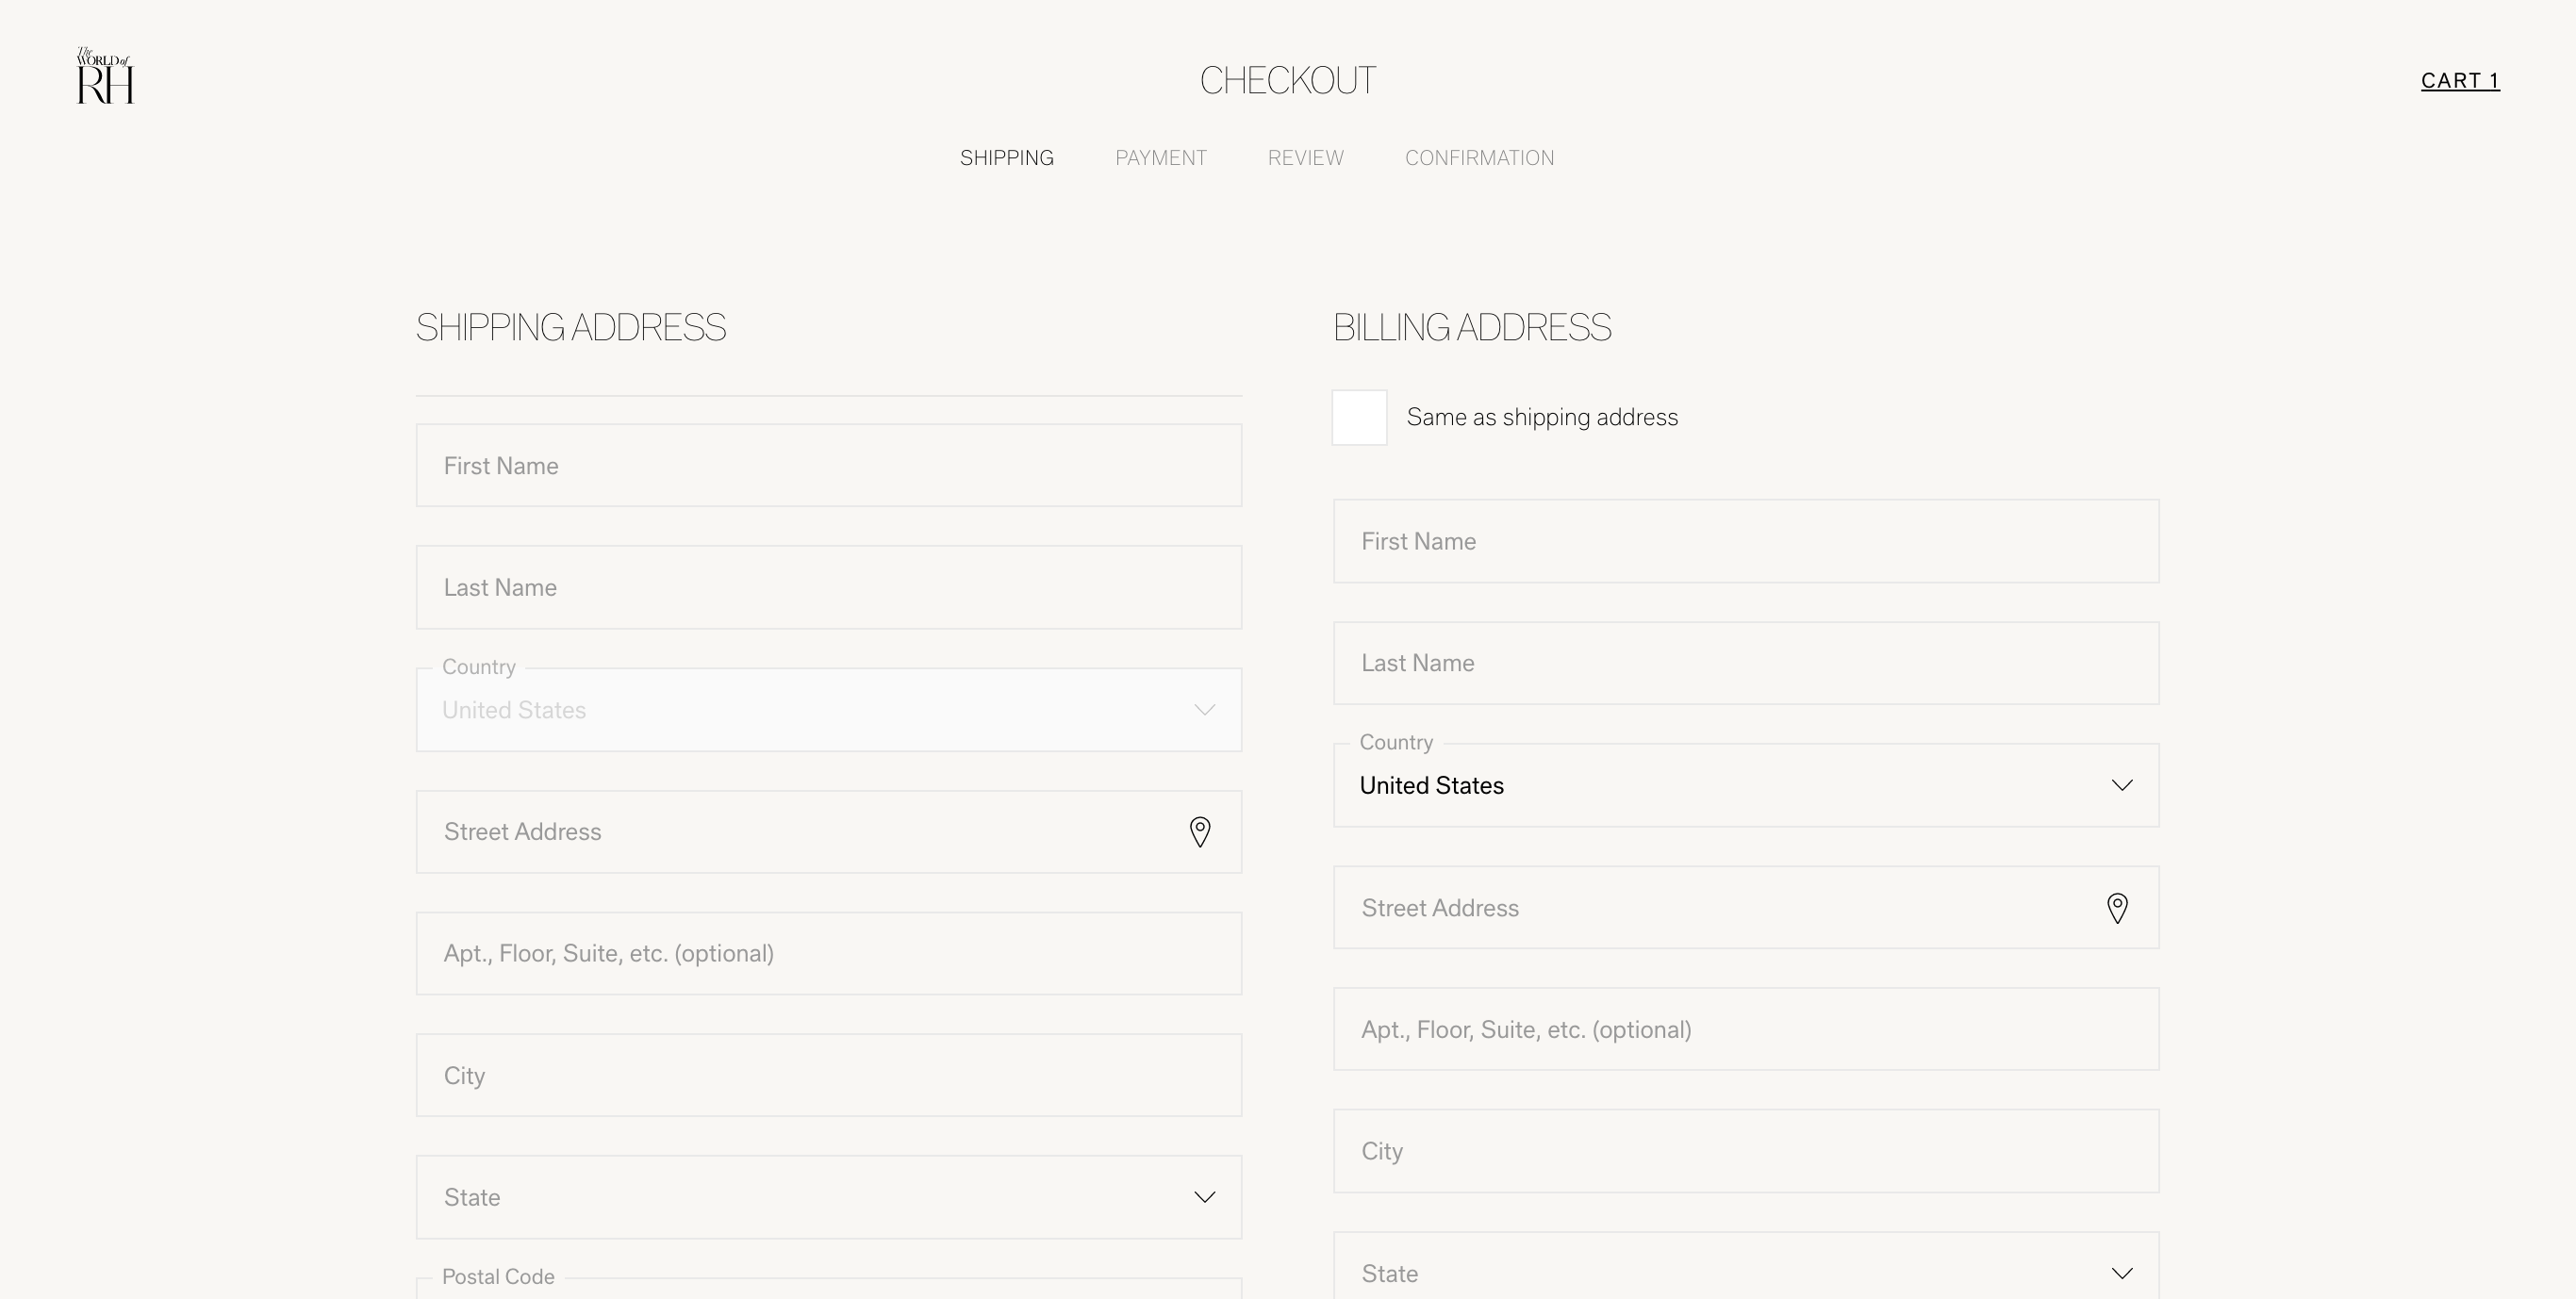 The
WORLD of
RH
CHECKOUT
CART 1
SHIPPING PAYMENT REVIEW CONFIRMATION
SHIPPING ADDRESS
First Name
Last Name
Country
United States
Street Address
Apt., Floor, Suite, etc. (optional)
City
State
Postal Code
BILLING ADDRESS
Same as shipping address
First Name
Last Name
Country
United States
Street Address
Apt., Floor, Suite, etc. (optional)
City
State